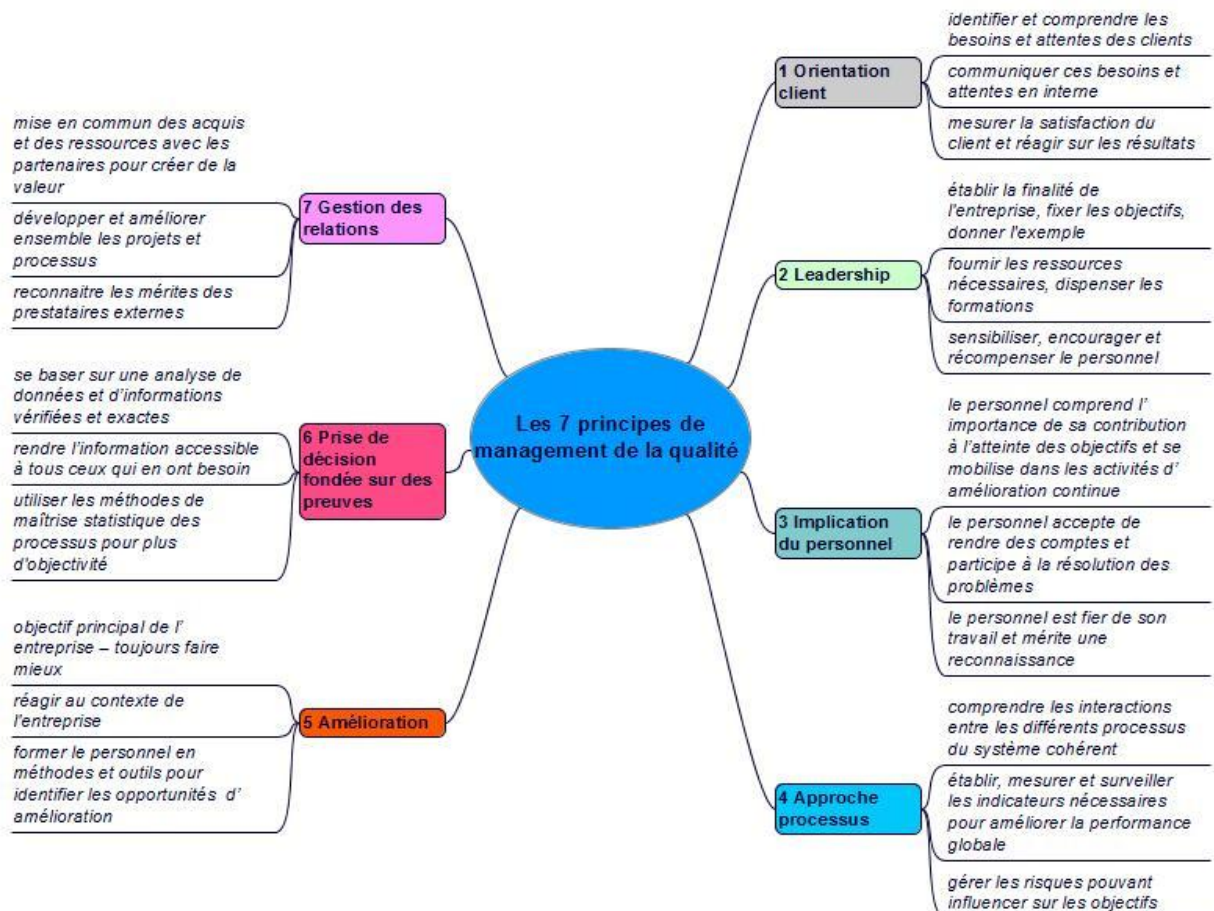 Les 7 principes de
management de la qualité
1 Orientation
client
identifier et comprendre les
besoins et attentes des clients
communiquer ces besoins et
attentes en interne
mesurer la satisfaction du
client et réagir sur les résultats
2 Leadership
établir la finalité de
l'entreprise, fixer les objectifs,
donner l'exemple
fournir les ressources
nécessaires, dispenser les
formations
sensibiliser, encourager et
récompenser le personnel
3 Implication
du personnel
le personnel comprend l’
importance de sa contribution
à l’atteinte des objectifs et se
mobilise dans les activités d’
amélioration continue
le personnel accepte de
rendre des comptes et
participe à la résolution des
problèmes
le personnel est fier de son
travail et mérite une
reconnaissance
4 Approche
processus
comprendre les interactions
entre les différents processus
du système cohérent
établir, mesurer et surveiller
les indicateurs nécessaires
pour améliorer la performance
globale
gérer les risques pouvant
influencer sur les objectifs
5 Amélioration
objectif principal de l’
entreprise – toujours faire
mieux
réagir au contexte de
l'entreprise
former le personnel en
méthodes et outils pour
identifier les opportunités d’
amélioration
6 Prise de
décision
fondée sur des
preuves
se baser sur une analyse de
données et d’informations
vérifiées et exactes
rendre l’information accessible
à tous ceux qui en ont besoin
utiliser les méthodes de
maîtrise statistique des
processus pour plus
d'objectivité
7 Gestion des
relations
mise en commun des acquis
et des ressources avec les
partenaires pour créer de la
valeur
développer et améliorer
ensemble les projets et
processus
reconnaitre les mérites des
prestataires externes